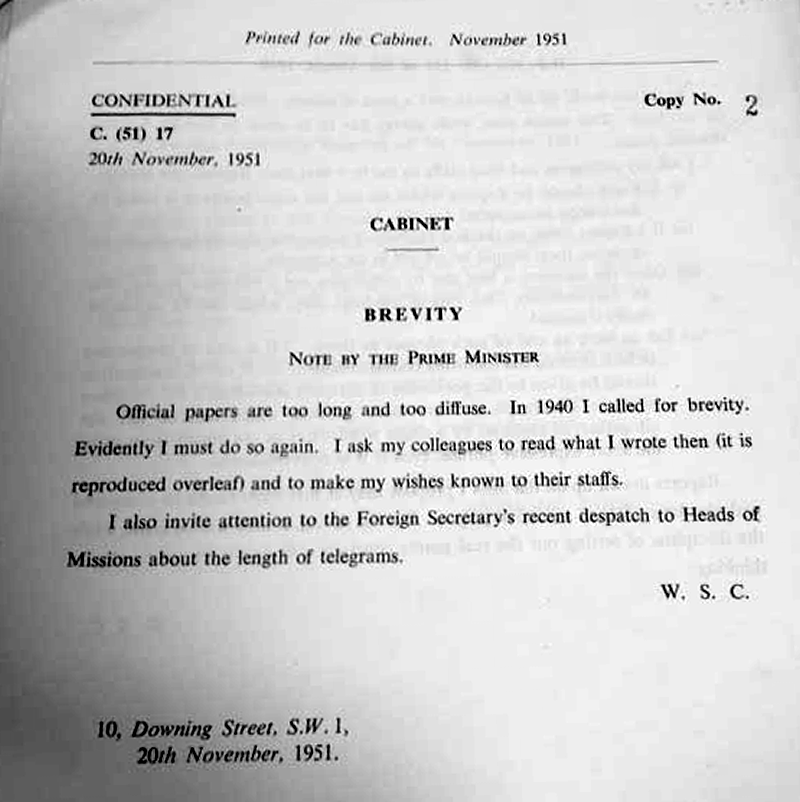 Printed for the Cabinet. November 1951
CONFIDENTIAL
Copy No. 2
C. (51) 17
20th November, 1951
CABINET
BREVITY
NOTE BY THE PRIME MINISTER
Official papers are too long and too diffuse. In 1940 I called for brevity.
Evidently I must do so again. I ask my colleagues to read what I wrote then (it is
reproduced overleaf) and to make my wishes known to their staffs.
I also invite attention to the Foreign Secretary's recent despatch to Heads of
Missions about the length of telegrams.
W. S. C.
10, Downing Street, S.W. 1,
20th November, 1951.